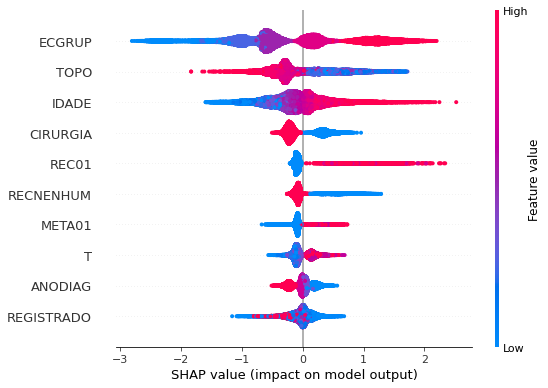 High
ECGRUP
TOPO
IDADE
CIRURGIA
REC01
RECNENHUM
META01
T
ANODIAG
REGISTRADO
Feature value
Low
−3 −2 −1 0 1 2
SHAP value (impact on model output)